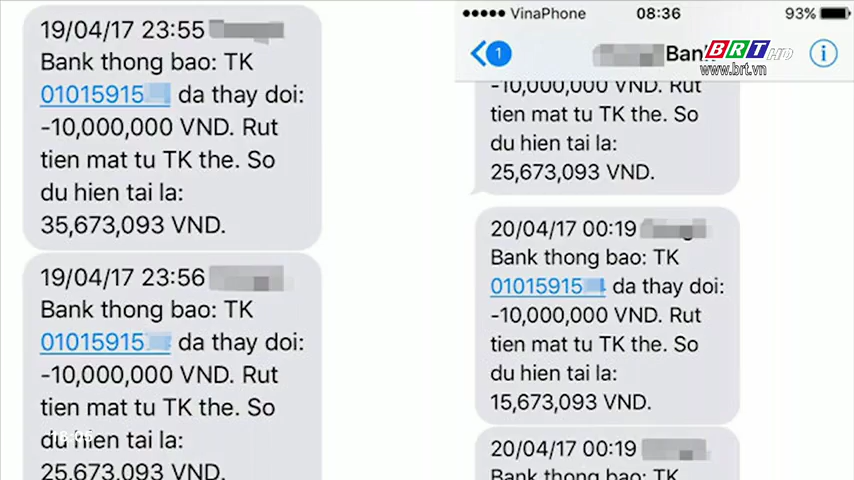 19/04/17 23:55
Bank thong bao: TK
01015915 da thay doi:
-10,000,000 VND. Rut
tien mat tu TK the. So
du hien tai la:
35,673,093 VND.
19/04/17 23:56
Bank thong bao: TK
01015915 da thay doi:
-10,000,000 VND. Rut
tien mat tu TK the. So
du hien tai la:
25,673,093 VND.
VinaPhone 08:36 93%
1 Bank
BRT HD
www.brt.vn
-10,000,000 VND. Rut
tien mat tu TK the. So
du hien tai la:
25,673,093 VND.
20/04/17 00:19
Bank thong bao: TK
01015915 da thay doi:
-10,000,000 VND. Rut
tien mat tu TK the. So
du hien tai la:
15,673,093 VND.
20/04/17 00:19
Bank thong bao: TK